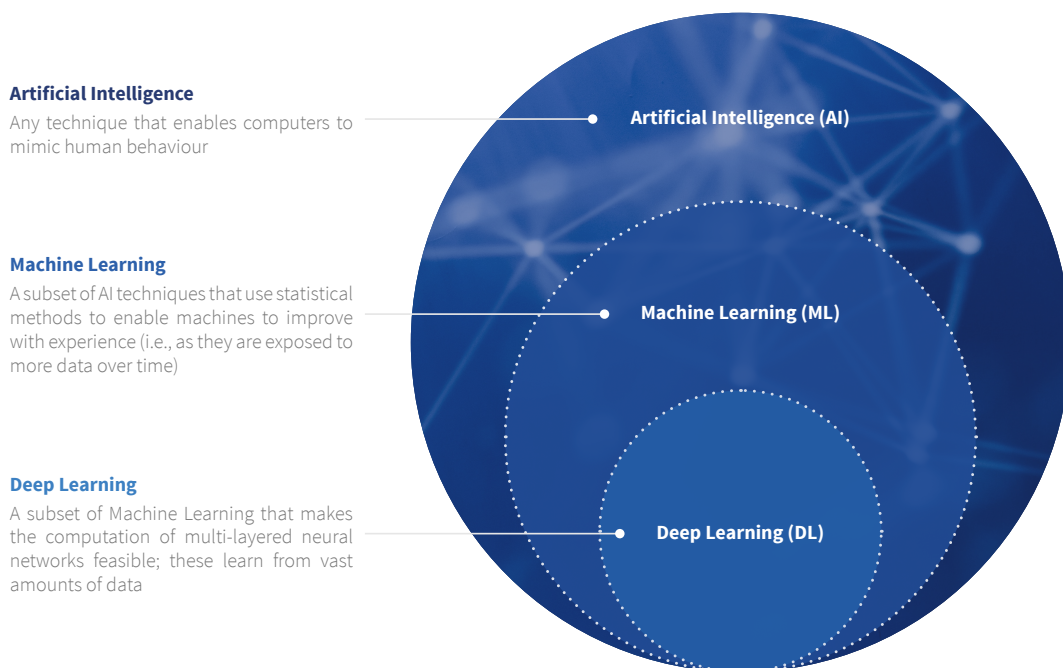 Artificial Intelligence
Any technique that enables computers to
mimic human behaviour
Artificial Intelligence (AI)
Machine Learning
A subset of AI techniques that use statistical
methods to enable machines to improve
with experience (i.e., as they are exposed to
more data over time)
Machine Learning (ML)
Deep Learning
A subset of Machine Learning that makes
the computation of multi-layered neural
networks feasible; these learn from vast
amounts of data
Deep Learning (DL)